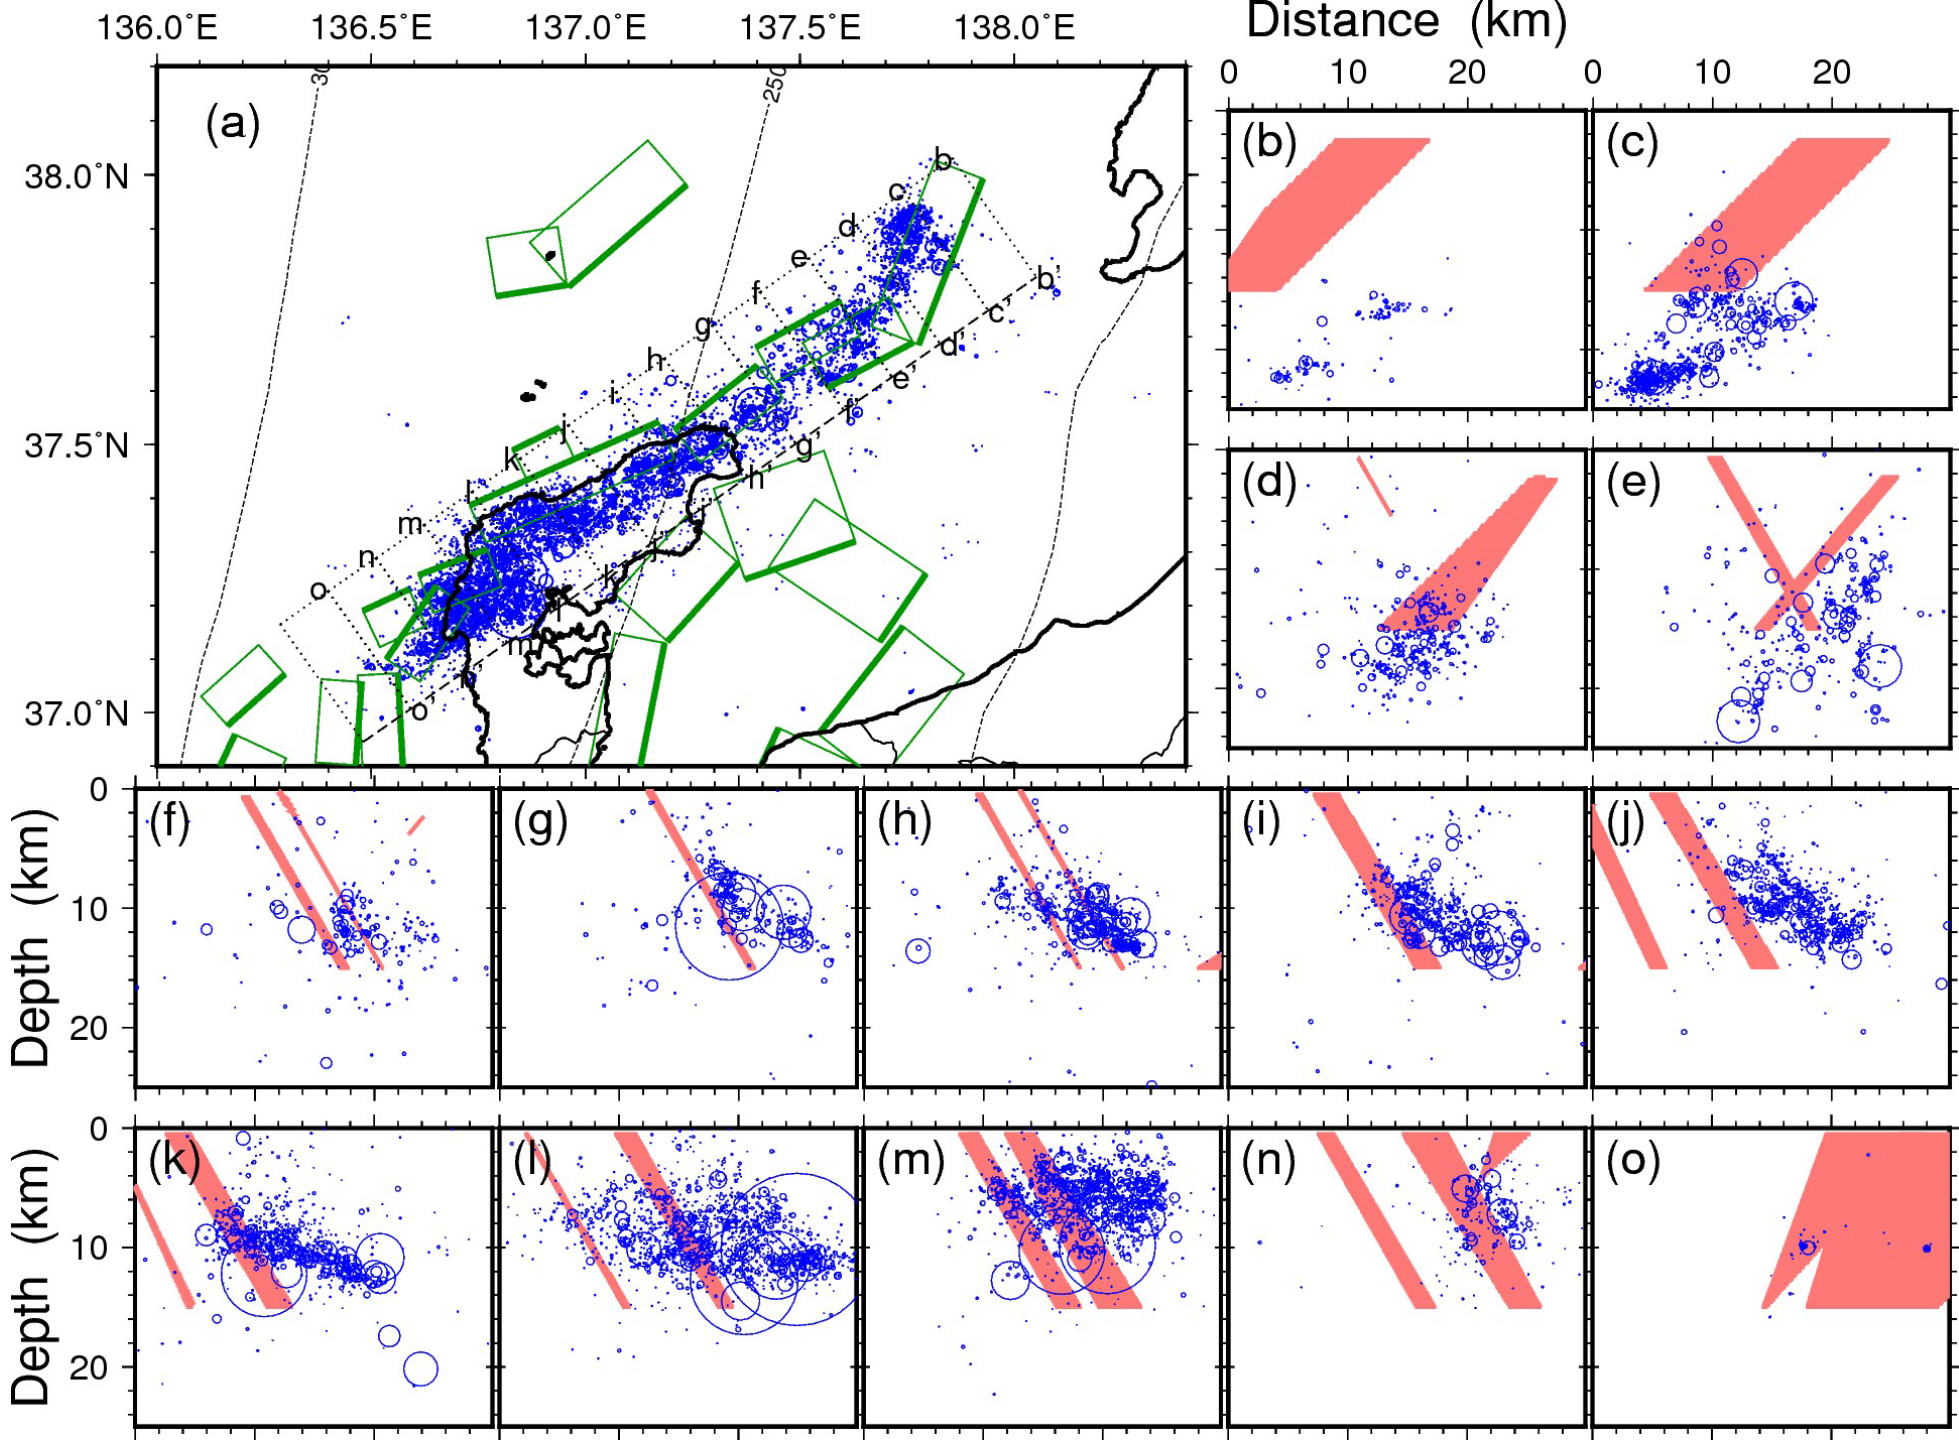 136.0˚E 136.5˚E 137.0˚E 137.5˚E 138.0˚E
Distance (km)
0 10 20
0 10 20
(a)
30
250
38.0˚N
37.5˚N
37.0˚N
b
c
d
e
f
g
h
i
j
k
l
m
n
o
b'
c'
d'
e'
f'
g'
h'
j'
k'
l'
m'
o'
(b)
(c)
(d)
(e)
Depth (km)
0
10
20
(f)
(g)
(h)
(i)
(j)
Depth (km)
0
10
20
(k)
(l)
(m)
(n)
(o)